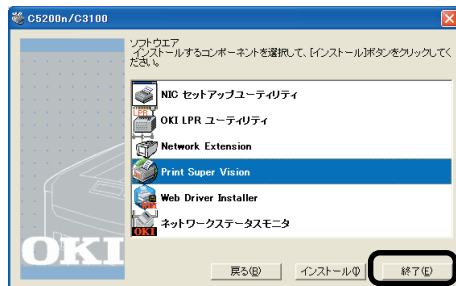 C5200n/C3100
ソフトウエア
インストールするコンポーネントを選択して、[インストール]ボタンをクリックしてく
ださい。
NIC セットアップユーティリティ
LPR
OKI LPR ユーティリティ
Network Extension
Print Super Vision
Web Driver Installer
OKI
ネットワークステータスモニタ
OKI
戻る(B)
インストール(I)
終了(E)